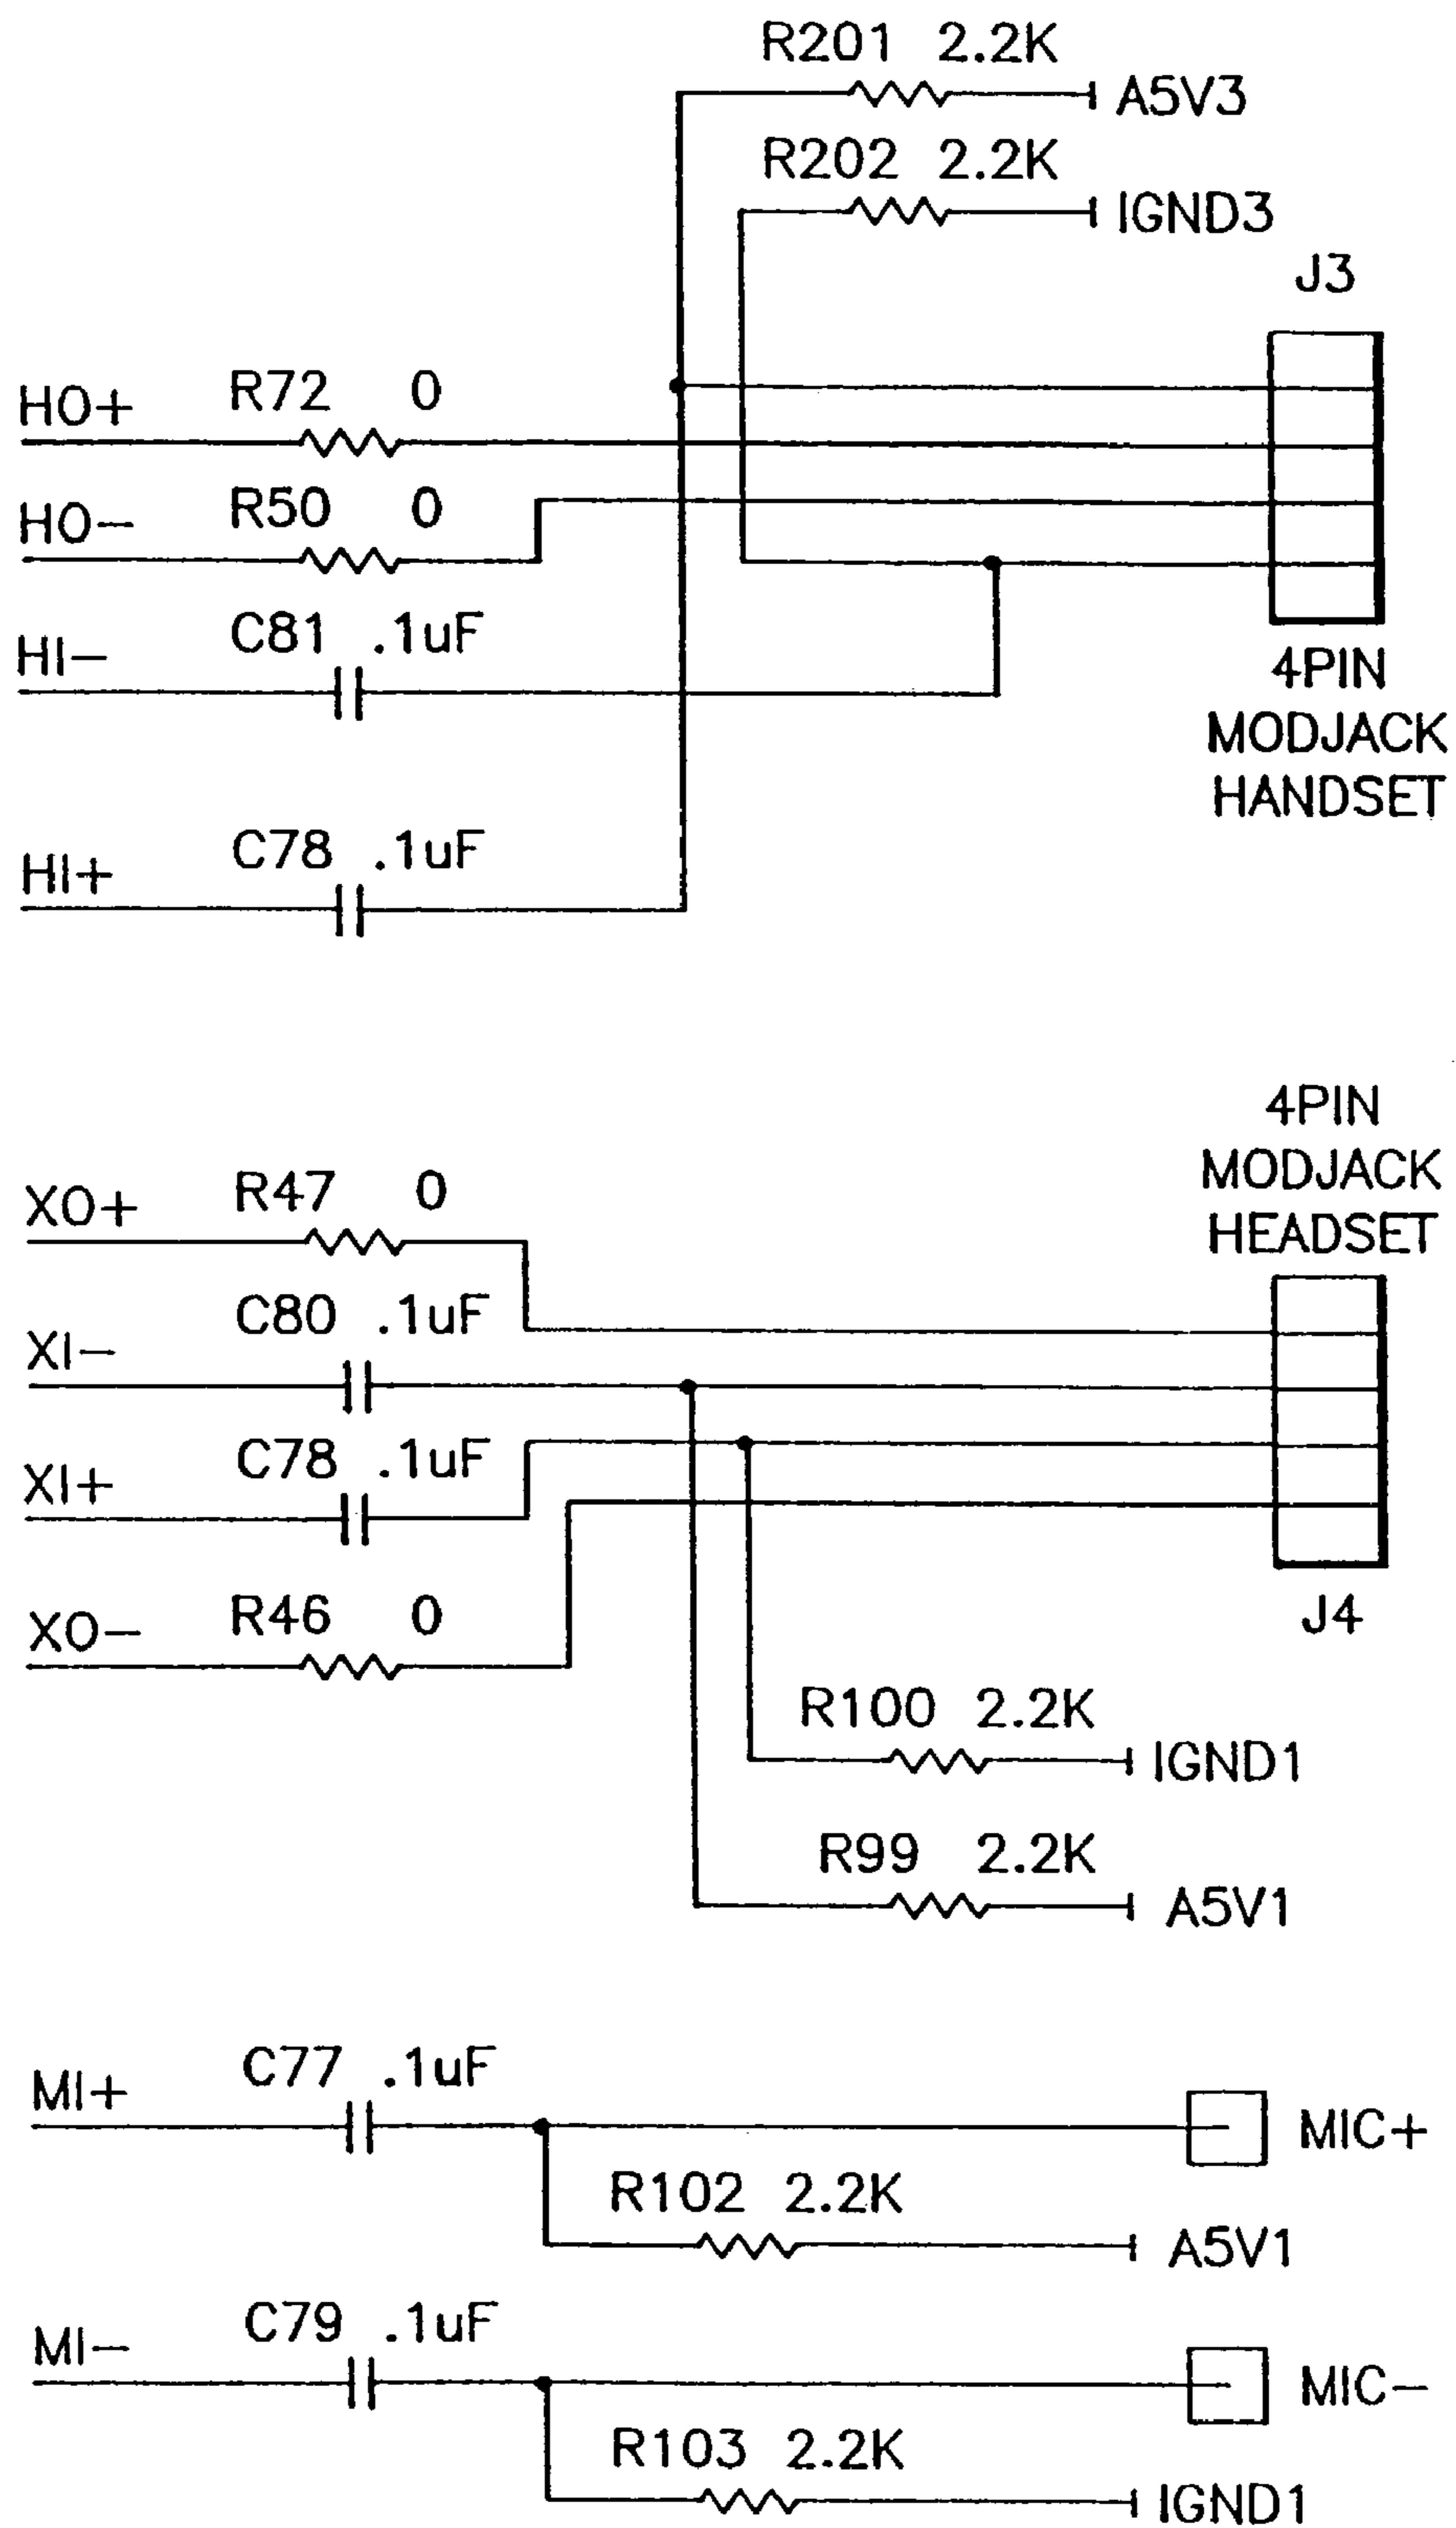 R201 2.2K
A5V3
R202 2.2K
IGND3
J3
HO+ R72 0
HO- R50 0
HI- C81 .1uF
4PIN
MODJACK
HANDSET
HI+ C78 .1uF
4PIN
MODJACK
HEADSET
XO+ R47 0
XI- C80 .1uF
XI+ C78 .1uF
XO- R46 0
J4
R100 2.2K
IGND1
R99 2.2K
A5V1
MI+ C77 .1uF
MIC+
R102 2.2K
A5V1
MI- C79 .1uF
MIC-
R103 2.2K
IGND1